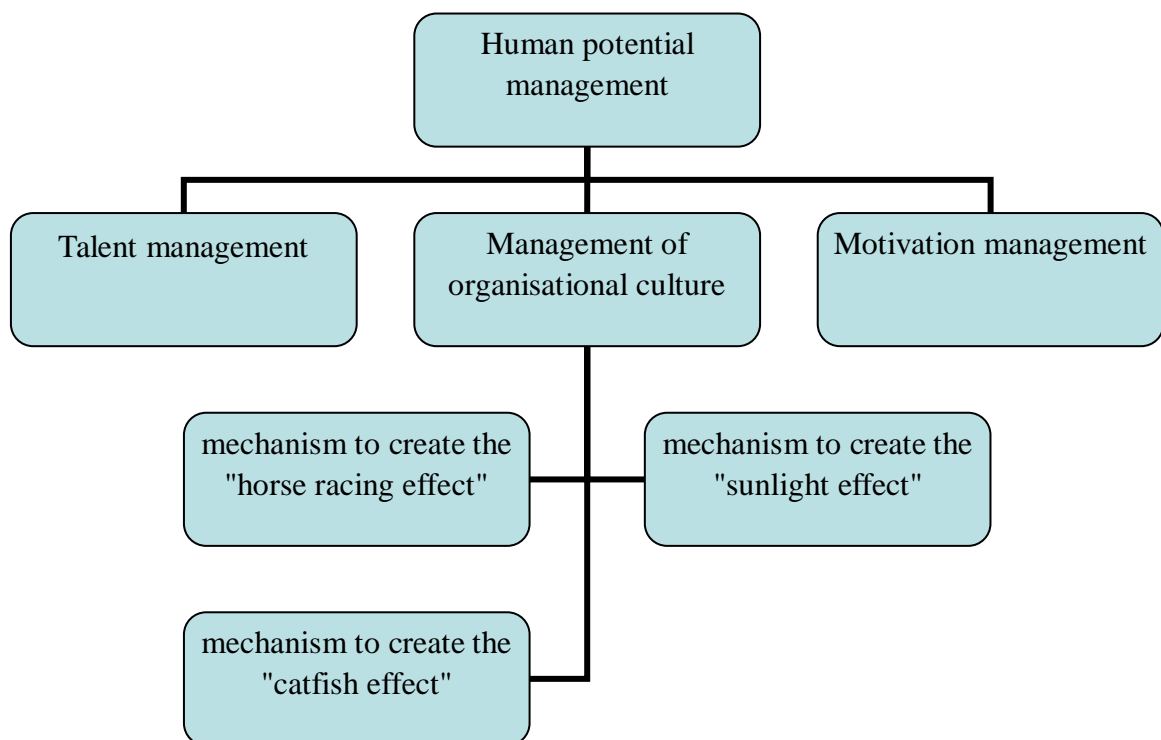 Human potential
management
Talent management
Management of
organisational culture
Motivation management
mechanism to create the
"horse racing effect"
mechanism to create the
"sunlight effect"
mechanism to create the
"catfish effect"